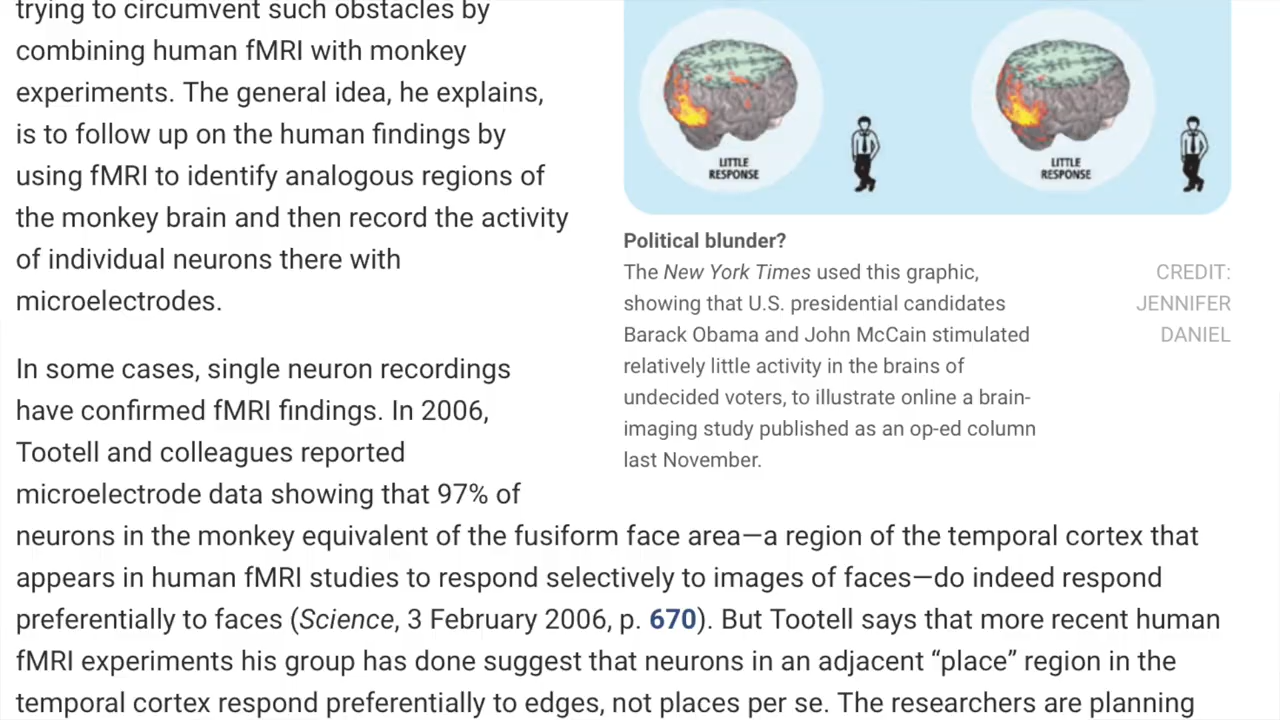 trying to circumvent such obstacles by
combining human fMRI with monkey
experiments. The general idea, he explains,
is to follow up on the human findings by
using fMRI to identify analogous regions of
the monkey brain and then record the activity
of individual neurons there with
microelectrodes.
In some cases, single neuron recordings
have confirmed fMRI findings. In 2006,
Tootell and colleagues reported
microelectrode data showing that 97% of
neurons in the monkey equivalent of the fusiform face area—a region of the temporal cortex that
appears in human fMRI studies to respond selectively to images of faces—do indeed respond
preferentially to faces (Science, 3 February 2006, p. 670). But Tootell says that more recent human
fMRI experiments his group has done suggest that neurons in an adjacent “place” region in the
temporal cortex respond preferentially to edges, not places per se. The researchers are planning
LITTLE
RESPONSE
LITTLE
RESPONSE
Political blunder?
The New York Times used this graphic,
showing that U.S. presidential candidates
Barack Obama and John McCain stimulated
relatively little activity in the brains of
undecided voters, to illustrate online a brain-
imaging study published as an op-ed column
last November.
CREDIT:
JENNIFER
DANIEL